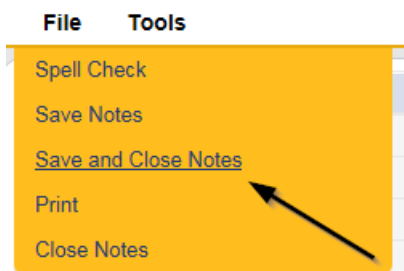 File Tools
Spell Check
Save Notes
Save and Close Notes
Print
Close Notes